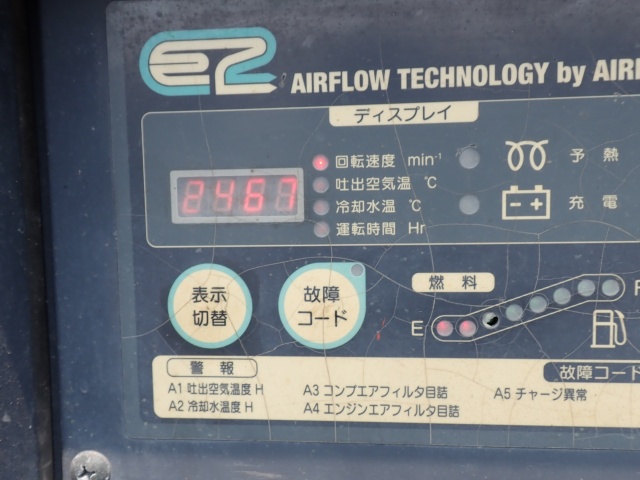 E2
AIRFLOW TECHNOLOGY by AIR
ディスプレイ
2467
回転速度 min⁻¹
吐出空気温 ℃
冷却水温 ℃
運転時間 Hr
予熱
充電
表示
切替
故障
コード
燃料
E
F
警報
故障コード
A1 吐出空気温度 H
A2 冷却水温度 H
A3 コンプエアフィルタ目詰
A4 エンジンエアフィルタ目詰
A5 チャージ異常